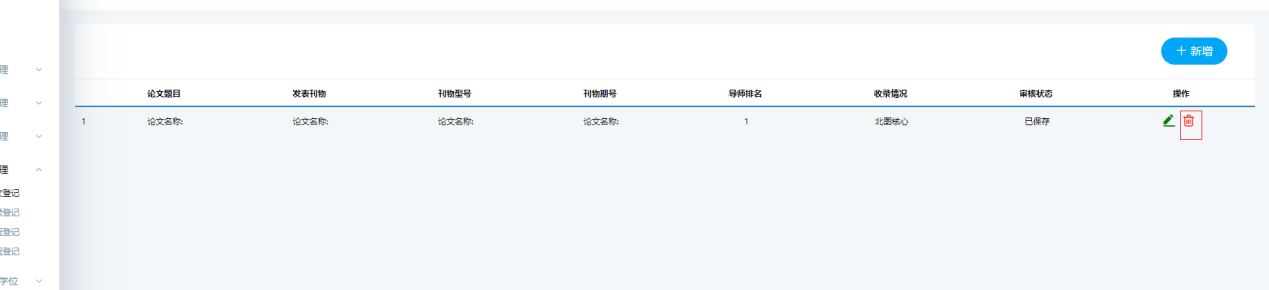 + 新增
理
理
理
理
登记
登记
登记
登记
学位
论文题目 发表刊物 刊物型号 刊物期号 导师排名 收录情况 审核状态 操作
1 论文名称: 论文名称: 论文名称: 论文名称: 1 北图核心 已保存